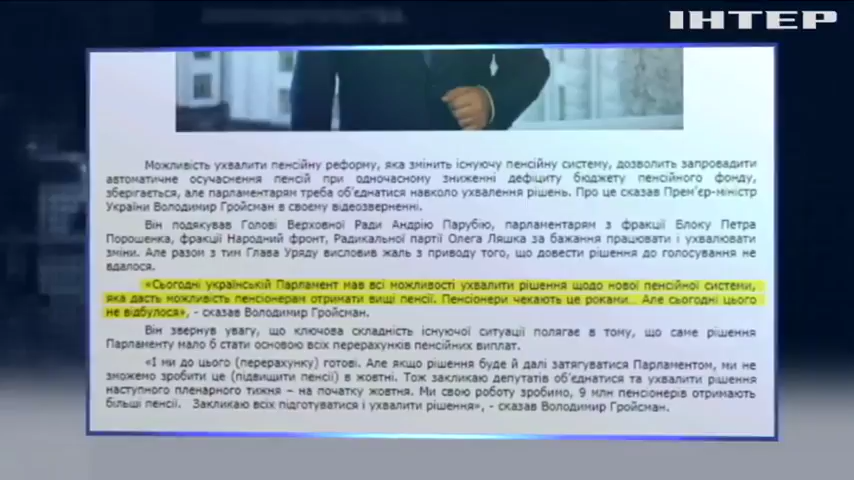 ІНТЕР
Можливість ухвалити пенсійну реформу, яка змінить існуючу пенсійну систему, дозволить запровадити
автоматичне осучаснення пенсій при одночасному зниженні дефіциту бюджету пенсійного фонду,
зберігається, але парламентарям треба об'єднатися навколо ухвалення рішень. Про це сказав Прем'єр-міністр
України Володимир Гройсман в своєму відеозверненні.
Він подякував Голові Верховної Ради Андрію Парубію, парламентарям з фракції Блоку Петра
Порошенка, фракції Народний фронт, Радикальної партії Олега Ляшка за бажання працювати і ухвалювати
зміни. Але разом з тим Глава Уряду висловив жаль з приводу того, що довести рішення до голосування не
вдалося.
«Сьогодні українській Парламент мав всі можливості ухвалити рішення щодо нової пенсійної системи,
яка дасть можливість пенсіонерам отримати вищі пенсії. Пенсіонери чекають це роками... Але сьогодні цього
не відбулося», - сказав Володимир Гройсман.
Він звернув увагу, що ключова складність існуючої ситуації полягає в тому, що саме рішення
Парламенту мало б стати основою всіх перерахунків пенсійних виплат.
«І ми до цього (перерахунку) готові. Але якщо рішення буде й далі затягуватися Парламентом, ми не
зможемо зробити це (підвищити пенсії) в жовтні. Тож закликаю депутатів об'єднатися та ухвалити рішення
наступного пленарного тижня – на початку жовтня. Ми свою роботу зробимо, 9 млн пенсіонерів отримають
більші пенсії. Закликаю всіх підготуватися і ухвалити рішення», - сказав Володимир Гройсман.